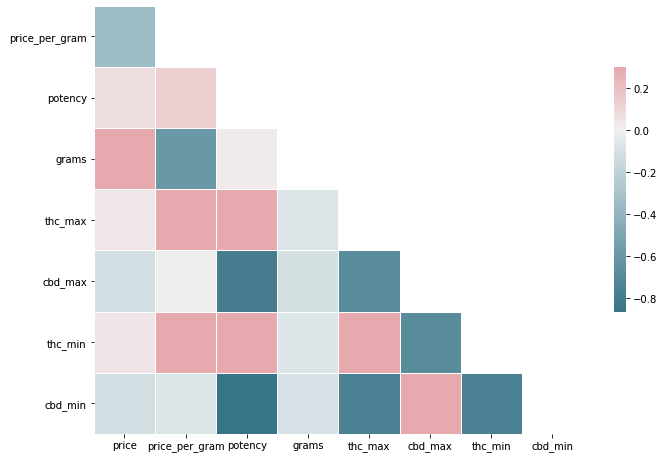 price_per_gram
potency
grams
thc_max
cbd_max
thc_min
cbd_min
price price_per_gram potency grams thc_max cbd_max thc_min cbd_min
0.2
0.0
−0.2
−0.4
−0.6
−0.8